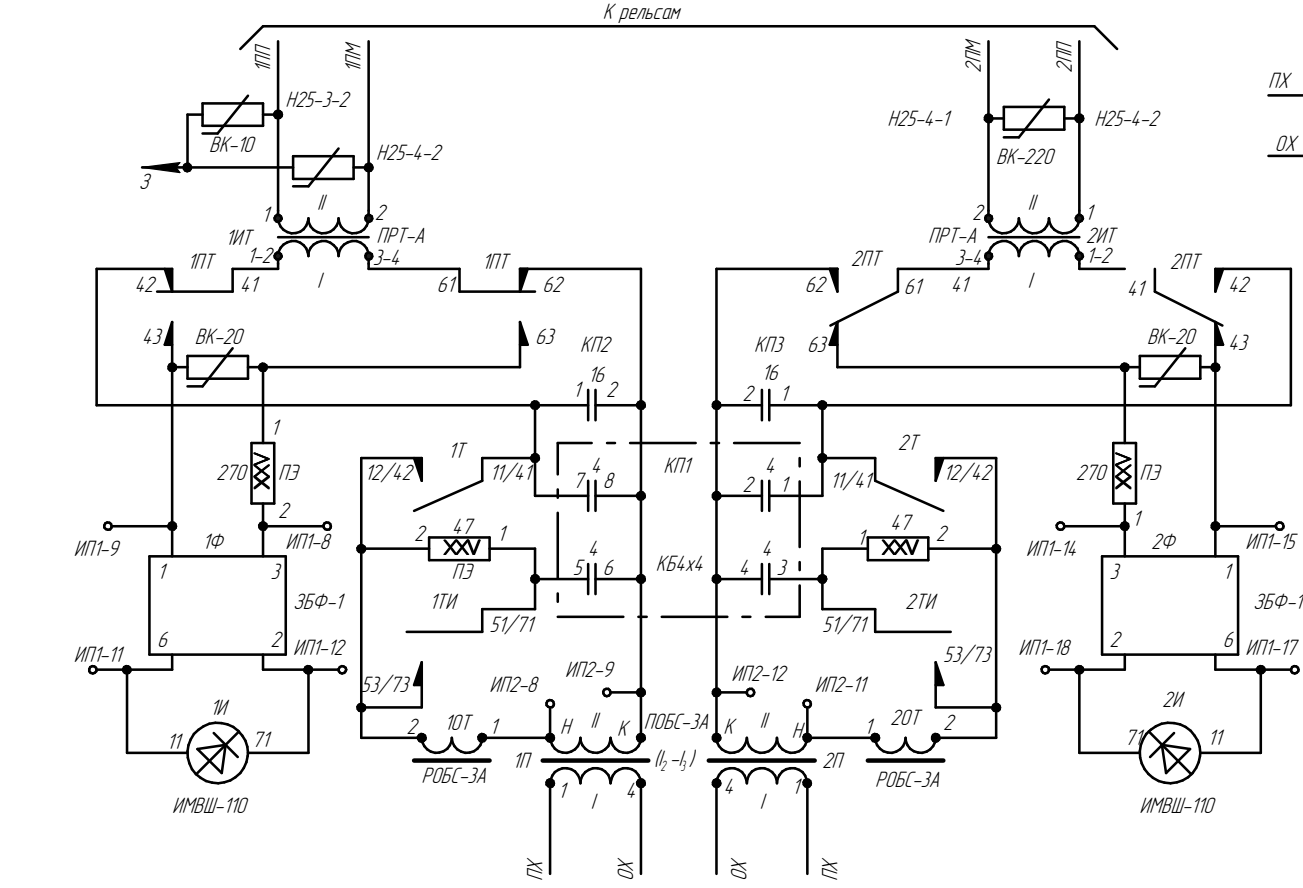 К рельсам
1ПП
1ПМ
2ПМ
2ПП
ПХ
ОХ
Н25-3-2
ВК-10
Н25-4-2
З
Н25-4-1
Н25-4-2
ВК-220
1 II 2
1ИТ ПРТ-А
1-2 3-4
I
2 II 1
ПРТ-А 2ИТ
3-4 1-2
I
1ПТ
42 41
1ПТ
61 62
2ПТ
62 61 41
2ПТ
41 42
43 ВК-20
63
КП2
16
1 2
КП3
16
2 1
63
ВК-20 43
1
270 ПЭ
2
12/42 1Т 11/41
4
7 8
КП1
4
2 1
11/41 2Т 12/42
270 ПЭ
1
ИП1-9
1Ф
ИП1-8
2 47 1
ПЭ
4
5 6
КБ4х4
4
4 3
1 47 2
ИП1-14
2Ф
ИП1-15
1 3
ЗБФ-1
6 2
1ТИ
51/71
2ТИ
51/71
3 1
ЗБФ-1
2 6
ИП1-11
ИП1-12
53/73
ИП2-8
ИП2-9
ИП2-12
ИП2-11
53/73
ИП1-18
ИП1-17
1И
11 71
ИМВШ-110
2 1ОТ 1
РОБС-3А
Н II К
ПОБС-3А
1П
(I2-I3)
1 I 4
К II Н
2П
4 I 1
1 2ОТ 2
РОБС-3А
2И
71 11
ИМВШ-110
ПХ
ОХ
ОХ
ПХ